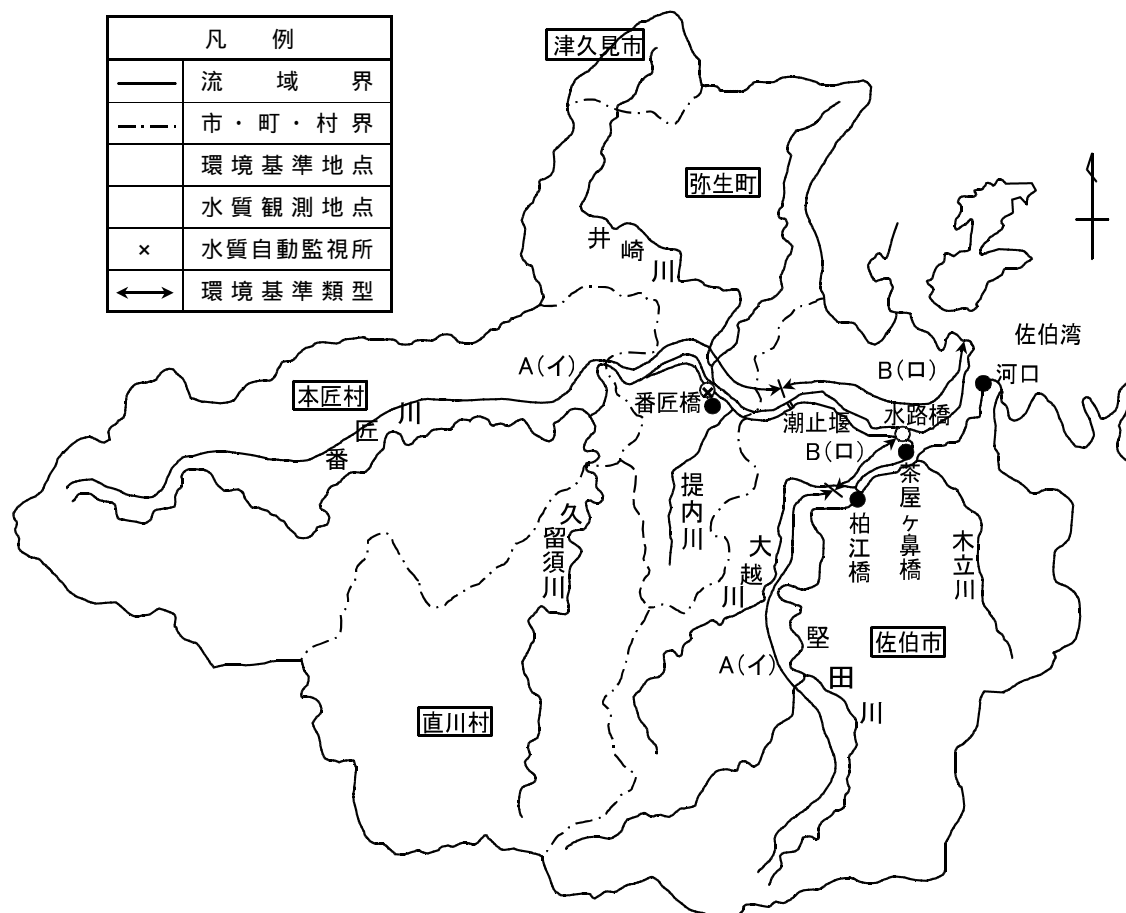 凡例
流域界
市・町・村界
環境基準地点
水質観測地点
× 水質自動監視所
環境基準類型
津久見市
弥生町
井崎川
佐伯湾
A(イ)
B(ロ)
河口
本匠村
番匠川
番匠橋
潮止堰
水路橋
B(ロ)
茶屋ヶ鼻橋
柏江橋
提内川
久留須川
大越川
木立川
堅田川
佐伯市
A(イ)
直川村